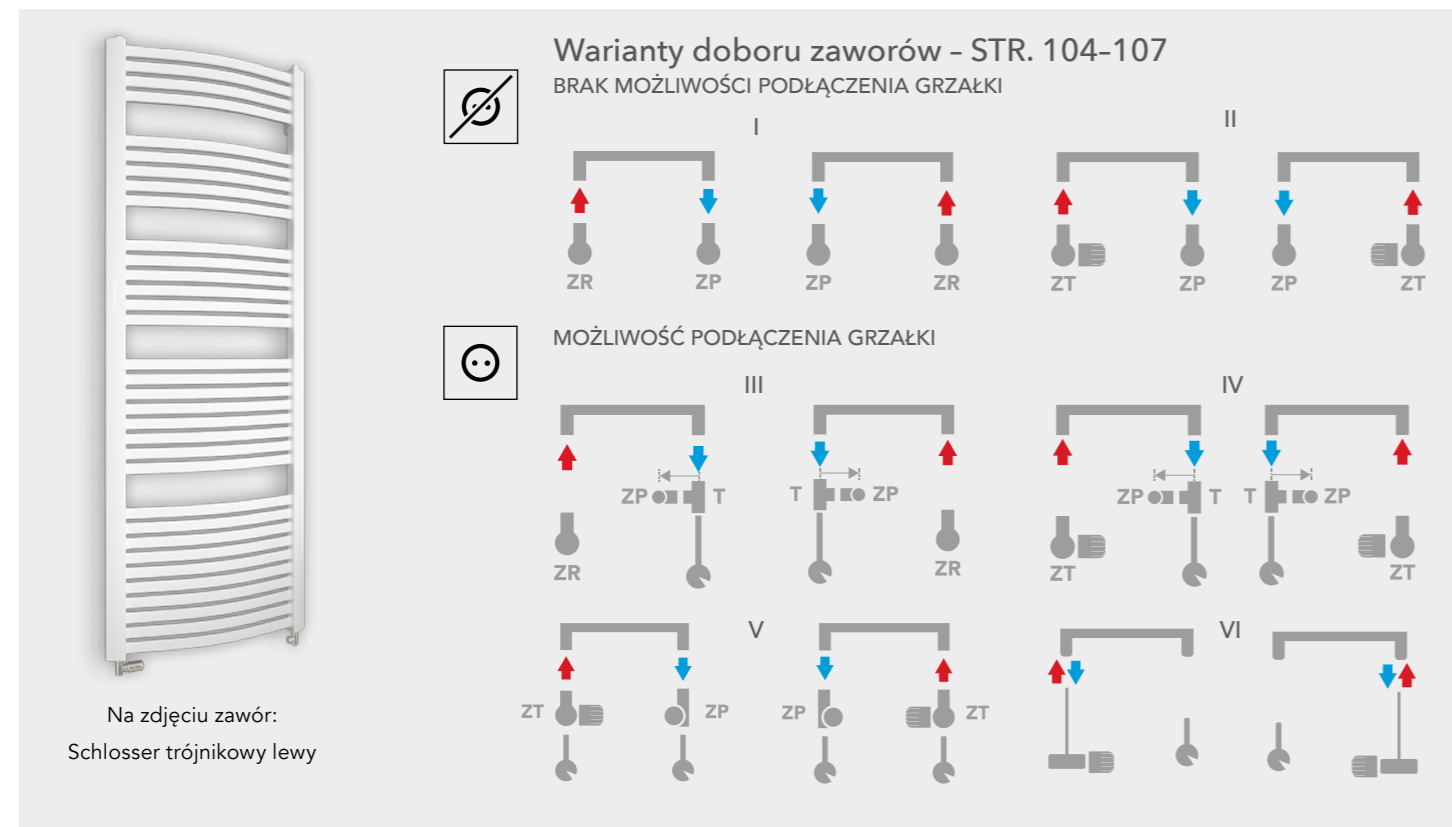 Warianty doboru zaworów – STR. 104–107
BRAK MOŻLIWOŚCI PODŁĄCZENIA GRZAŁKI
I
II
ZR ZP ZP ZR ZT ZP ZP ZT
MOŻLIWOŚĆ PODŁĄCZENIA GRZAŁKI
III
IV
ZP T T ZP ZP T T ZP
ZR ZR ZT ZT
V
VI
ZT ZP ZP ZT
Na zdjęciu zawór:
Schlosser trójnikowy lewy